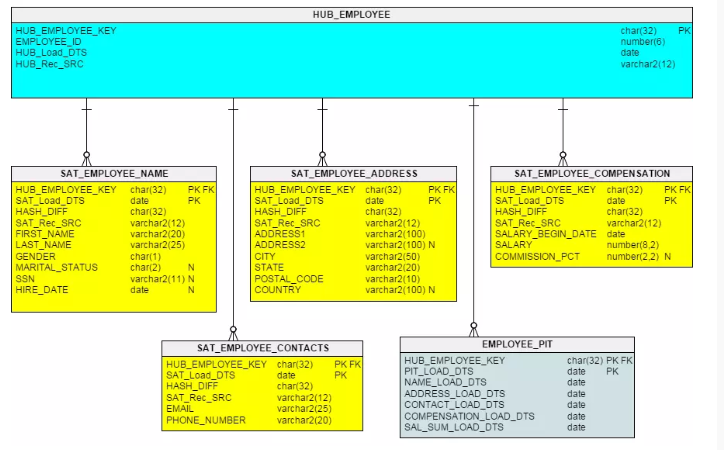 HUB_EMPLOYEE
HUB_EMPLOYEE_KEY char(32) PK
EMPLOYEE_ID number(6)
HUB_Load_DTS date
HUB_Rec_SRC varchar2(12)
SAT_EMPLOYEE_NAME
HUB_EMPLOYEE_KEY char(32) PK FK
SAT_Load_DTS date PK
HASH_DIFF char(32)
SAT_Rec_SRC varchar2(12)
FIRST_NAME varchar2(20)
LAST_NAME varchar2(25)
GENDER char(1)
MARITAL_STATUS char(2) N
SSN varchar2(11) N
HIRE_DATE date N
SAT_EMPLOYEE_ADDRESS
HUB_EMPLOYEE_KEY char(32) PK FK
SAT_Load_DTS date PK
HASH_DIFF char(32)
SAT_Rec_SRC varchar2(12)
ADDRESS1 varchar2(100)
ADDRESS2 varchar2(100) N
CITY varchar2(50)
STATE varchar2(20)
POSTAL_CODE varchar2(10)
COUNTRY varchar2(100) N
SAT_EMPLOYEE_COMPENSATION
HUB_EMPLOYEE_KEY char(32) PK FK
SAT_Load_DTS date PK
HASH_DIFF char(32)
SAT_Rec_SRC varchar2(12)
SALARY_BEGIN_DATE date
SALARY number(8,2)
COMMISSION_PCT number(2,2) N
SAT_EMPLOYEE_CONTACTS
HUB_EMPLOYEE_KEY char(32) PK FK
SAT_Load_DTS date PK
HASH_DIFF char(32)
SAT_Rec_SRC varchar2(12)
EMAIL varchar2(25)
PHONE_NUMBER varchar2(20)
EMPLOYEE_PIT
HUB_EMPLOYEE_KEY char(32) PK FK
PIT_LOAD_DTS date PK
NAME_LOAD_DTS date
ADDRESS_LOAD_DTS date
CONTACT_LOAD_DTS date
COMPENSATION_LOAD_DTS date
SAL_SUM_LOAD_DTS date